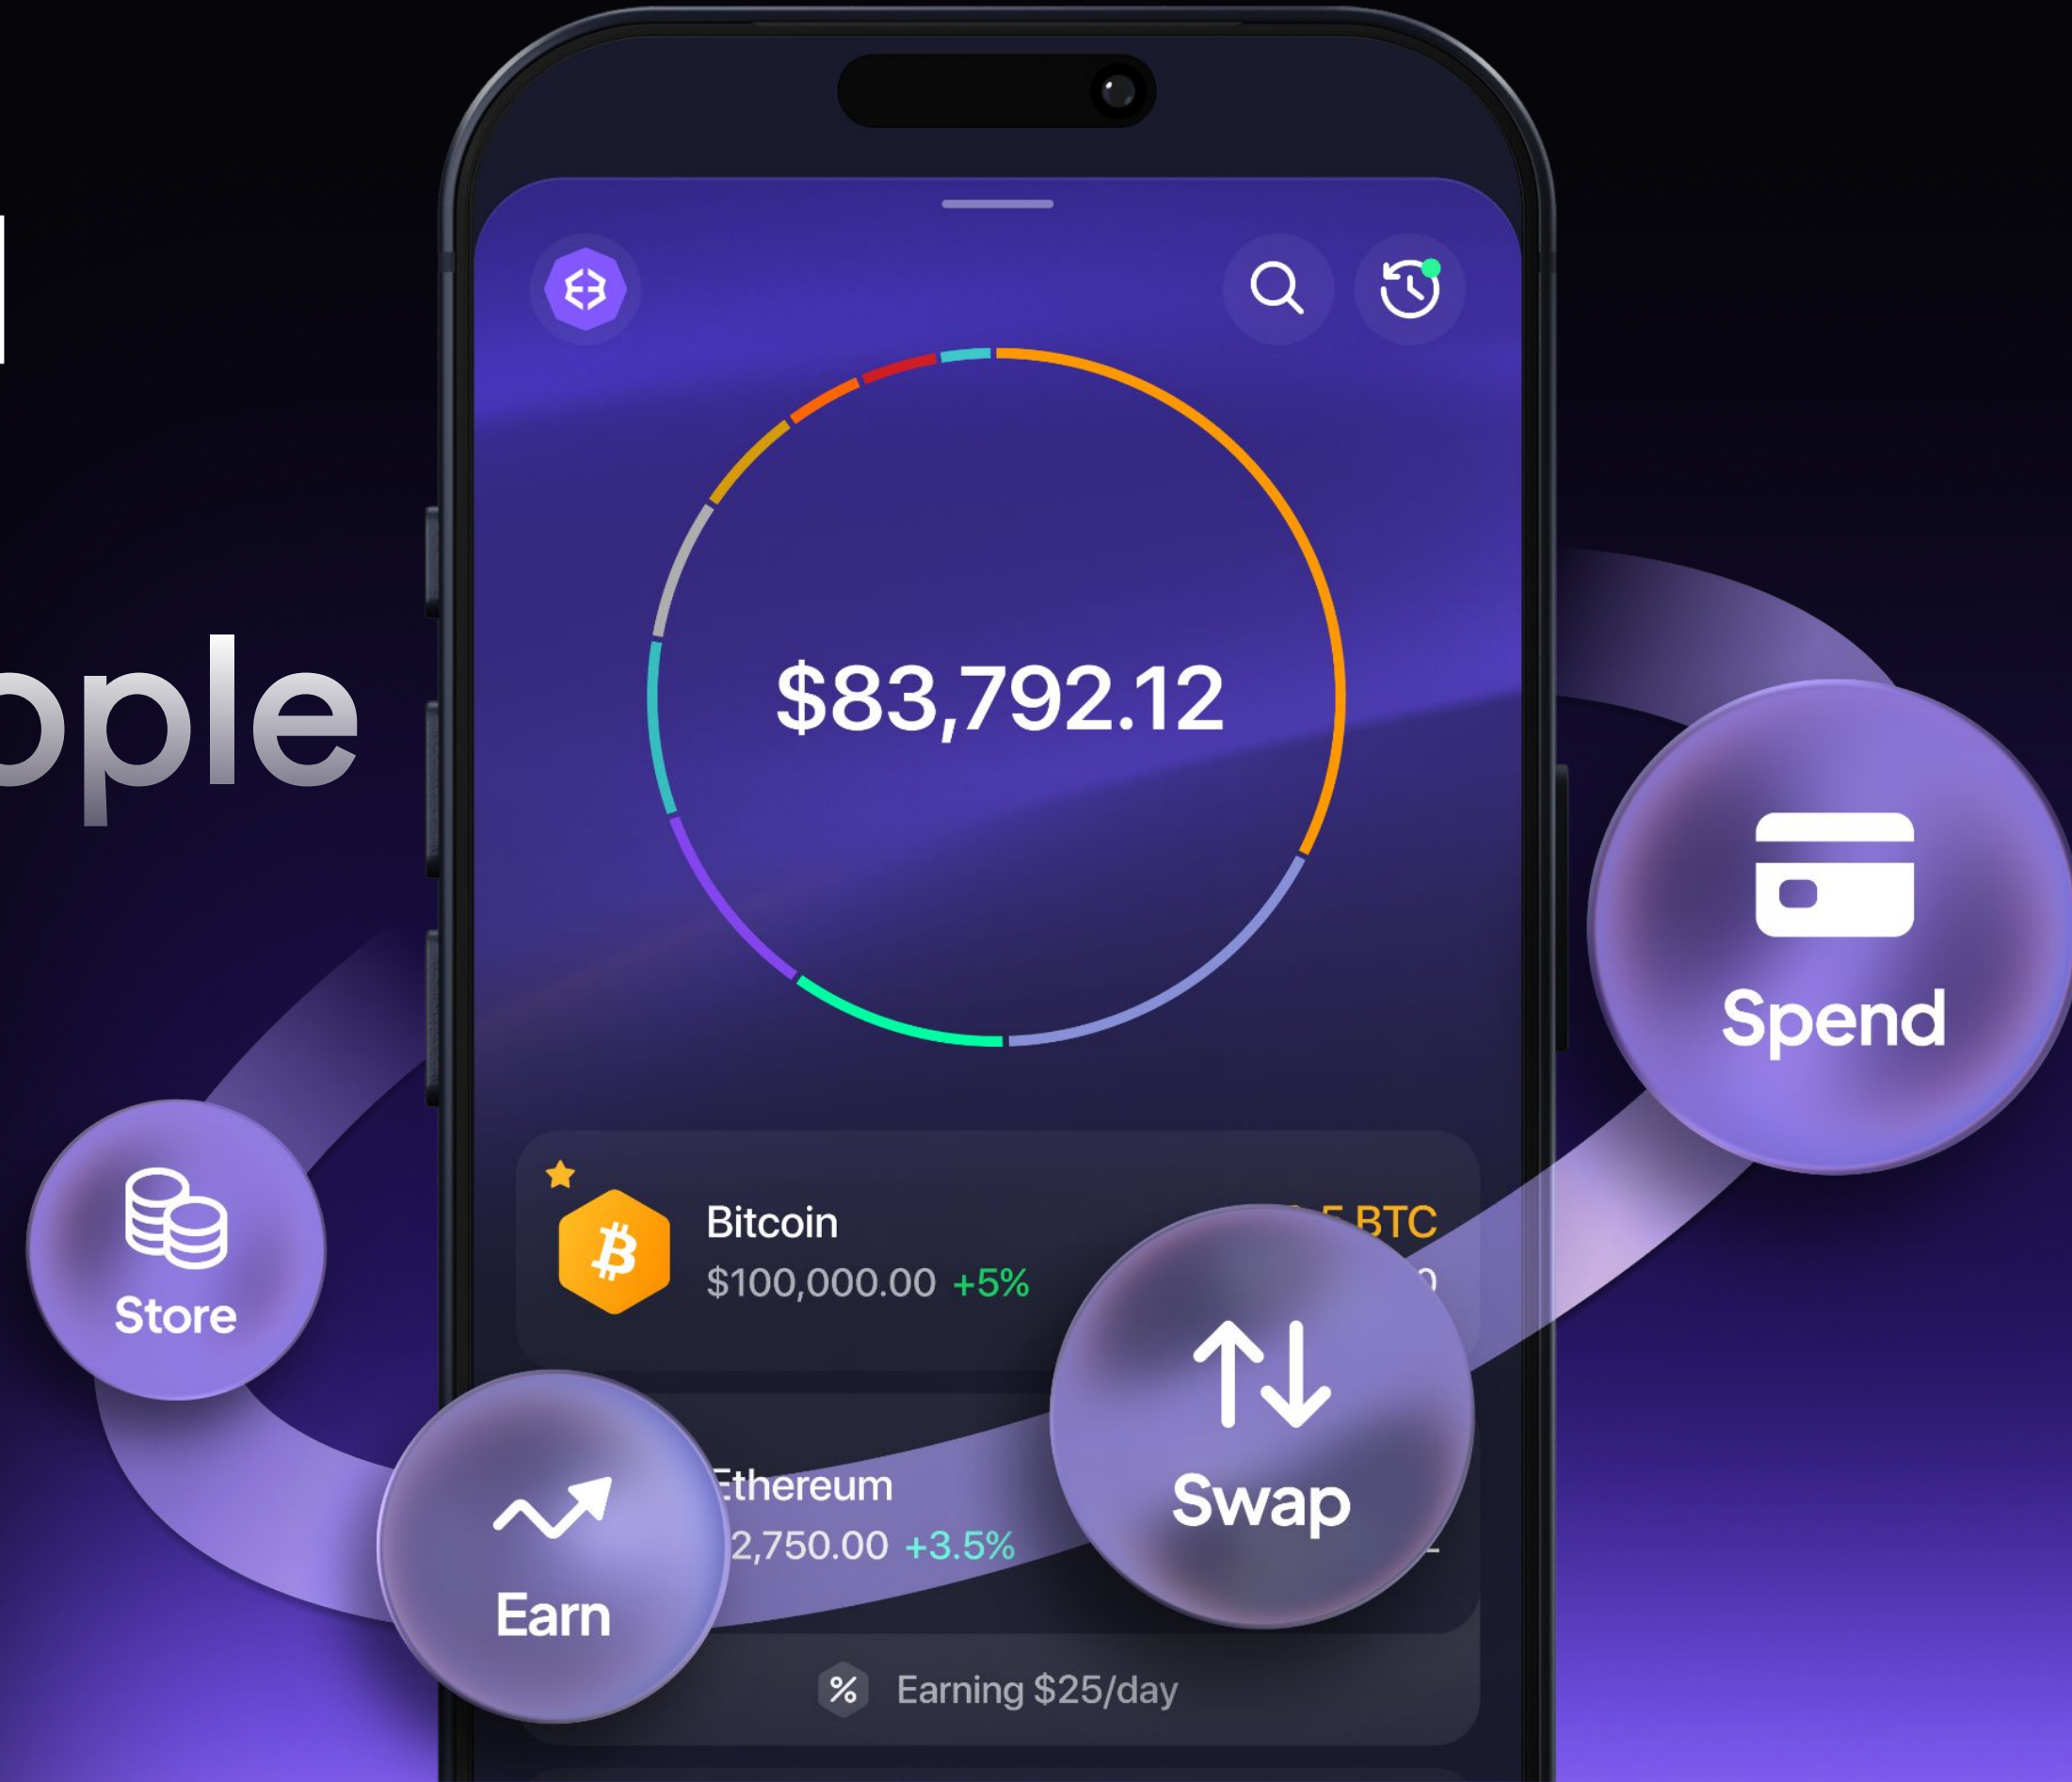 $83,792.12
Spend
Bitcoin
BTC
$100,000.00 +5%
Store
Swap
Ethereum
2,750.00 +3.5%
Earn
% Earning $25/day